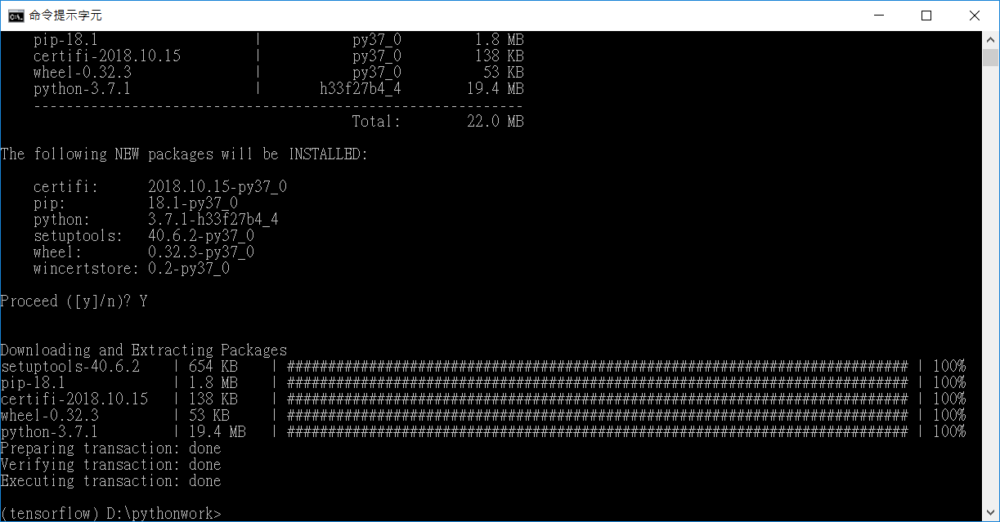 命令提示字元
pip-18.1 | py37_0 1.8 MB
certifi-2018.10.15 | py37_0 138 KB
wheel-0.32.3 | py37_0 53 KB
python-3.7.1 | h33f27b4_4 19.4 MB
------------------------------------------------------------
Total: 22.0 MB
The following NEW packages will be INSTALLED:
certifi: 2018.10.15-py37_0
pip: 18.1-py37_0
python: 3.7.1-h33f27b4_4
setuptools: 40.6.2-py37_0
wheel: 0.32.3-py37_0
wincertstore: 0.2-py37_0
Proceed ([y]/n)? Y
Downloading and Extracting Packages
setuptools-40.6.2 | 654 KB | ############################################################################ | 100%
pip-18.1 | 1.8 MB | ############################################################################ | 100%
certifi-2018.10.15 | 138 KB | ############################################################################ | 100%
wheel-0.32.3 | 53 KB | ############################################################################ | 100%
python-3.7.1 | 19.4 MB | ############################################################################ | 100%
Preparing transaction: done
Verifying transaction: done
Executing transaction: done
(tensorflow) D:\pythonwork>